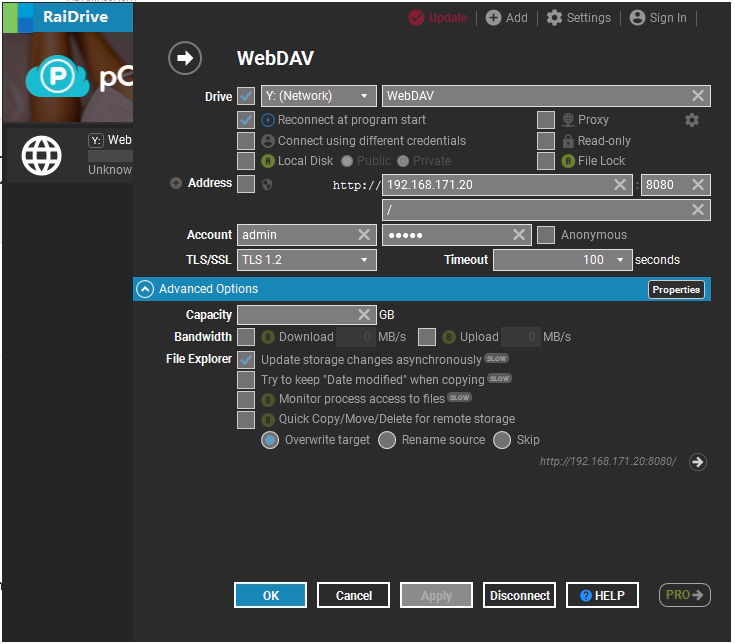 RaiDrive
Update
Add
Settings
Sign In
pC
WebDAV
Drive Y: (Network) WebDAV
Reconnect at program start Proxy
Y: Web
Connect using different credentials Read-only
Unknow
Local Disk Public Private File Lock
Address http:// 192.168.171.20 : 8080
/
Account admin ••••• Anonymous
TLS/SSL TLS 1.2 Timeout 100 seconds
Advanced Options Properties
Capacity GB
Bandwidth B Download 0 MB/s B Upload 0 MB/s
File Explorer Update storage changes asynchronously SLOW
Try to keep "Date modified" when copying SLOW
B Monitor process access to files SLOW
B Quick Copy/Move/Delete for remote storage
Overwrite target Rename source Skip
http://192.168.171.20:8080/
OK Cancel Apply Disconnect ? HELP PRO